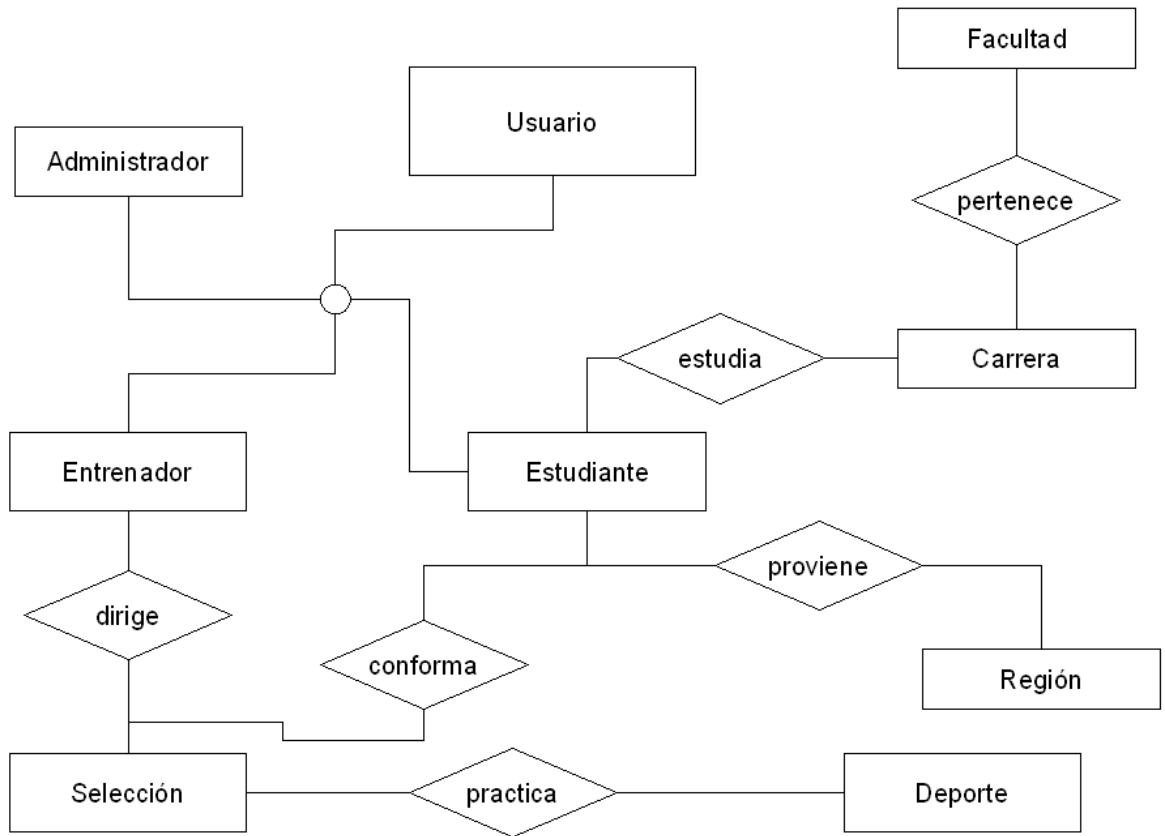 Facultad
Usuario
Administrador
pertenece
estudia
Carrera
Entrenador
Estudiante
proviene
dirige
conforma
Región
Selección
practica
Deporte